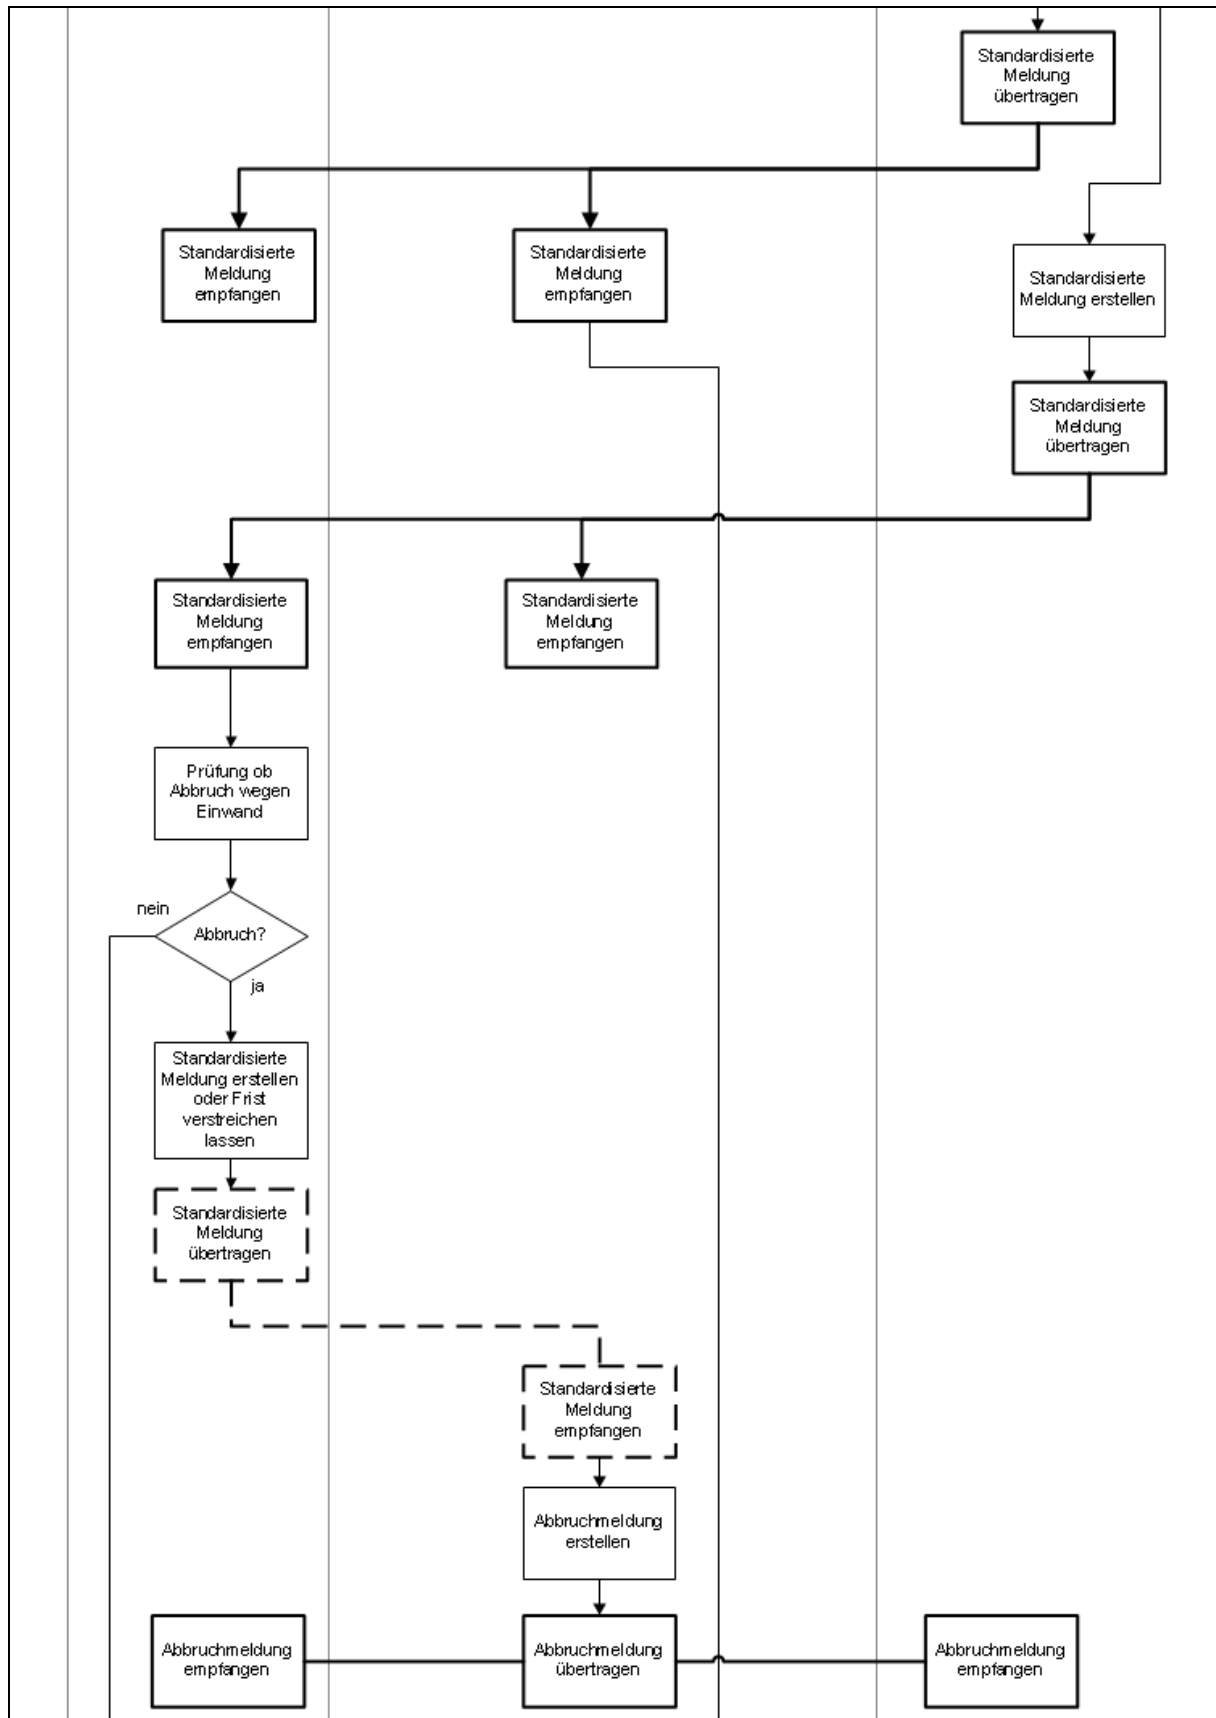 Standardisierte
Meldung
übertragen
Standardisierte
Meldung
empfangen
Standardisierte
Meldung
empfangen
Standardisierte
Meldung erstellen
Standardisierte
Meldung
übertragen
Standardisierte
Meldung
empfangen
Standardisierte
Meldung
empfangen
Prüfung ob
Abbruch wegen
Einwand
nein
Abbruch?
ja
Standardisierte
Meldung erstellen
oder Frist
verstreichen
lassen
Standardisierte
Meldung
übertragen
Standardisierte
Meldung
empfangen
Abbruchmeldung
erstellen
Abbruchmeldung
empfangen
Abbruchmeldung
übertragen
Abbruchmeldung
empfangen